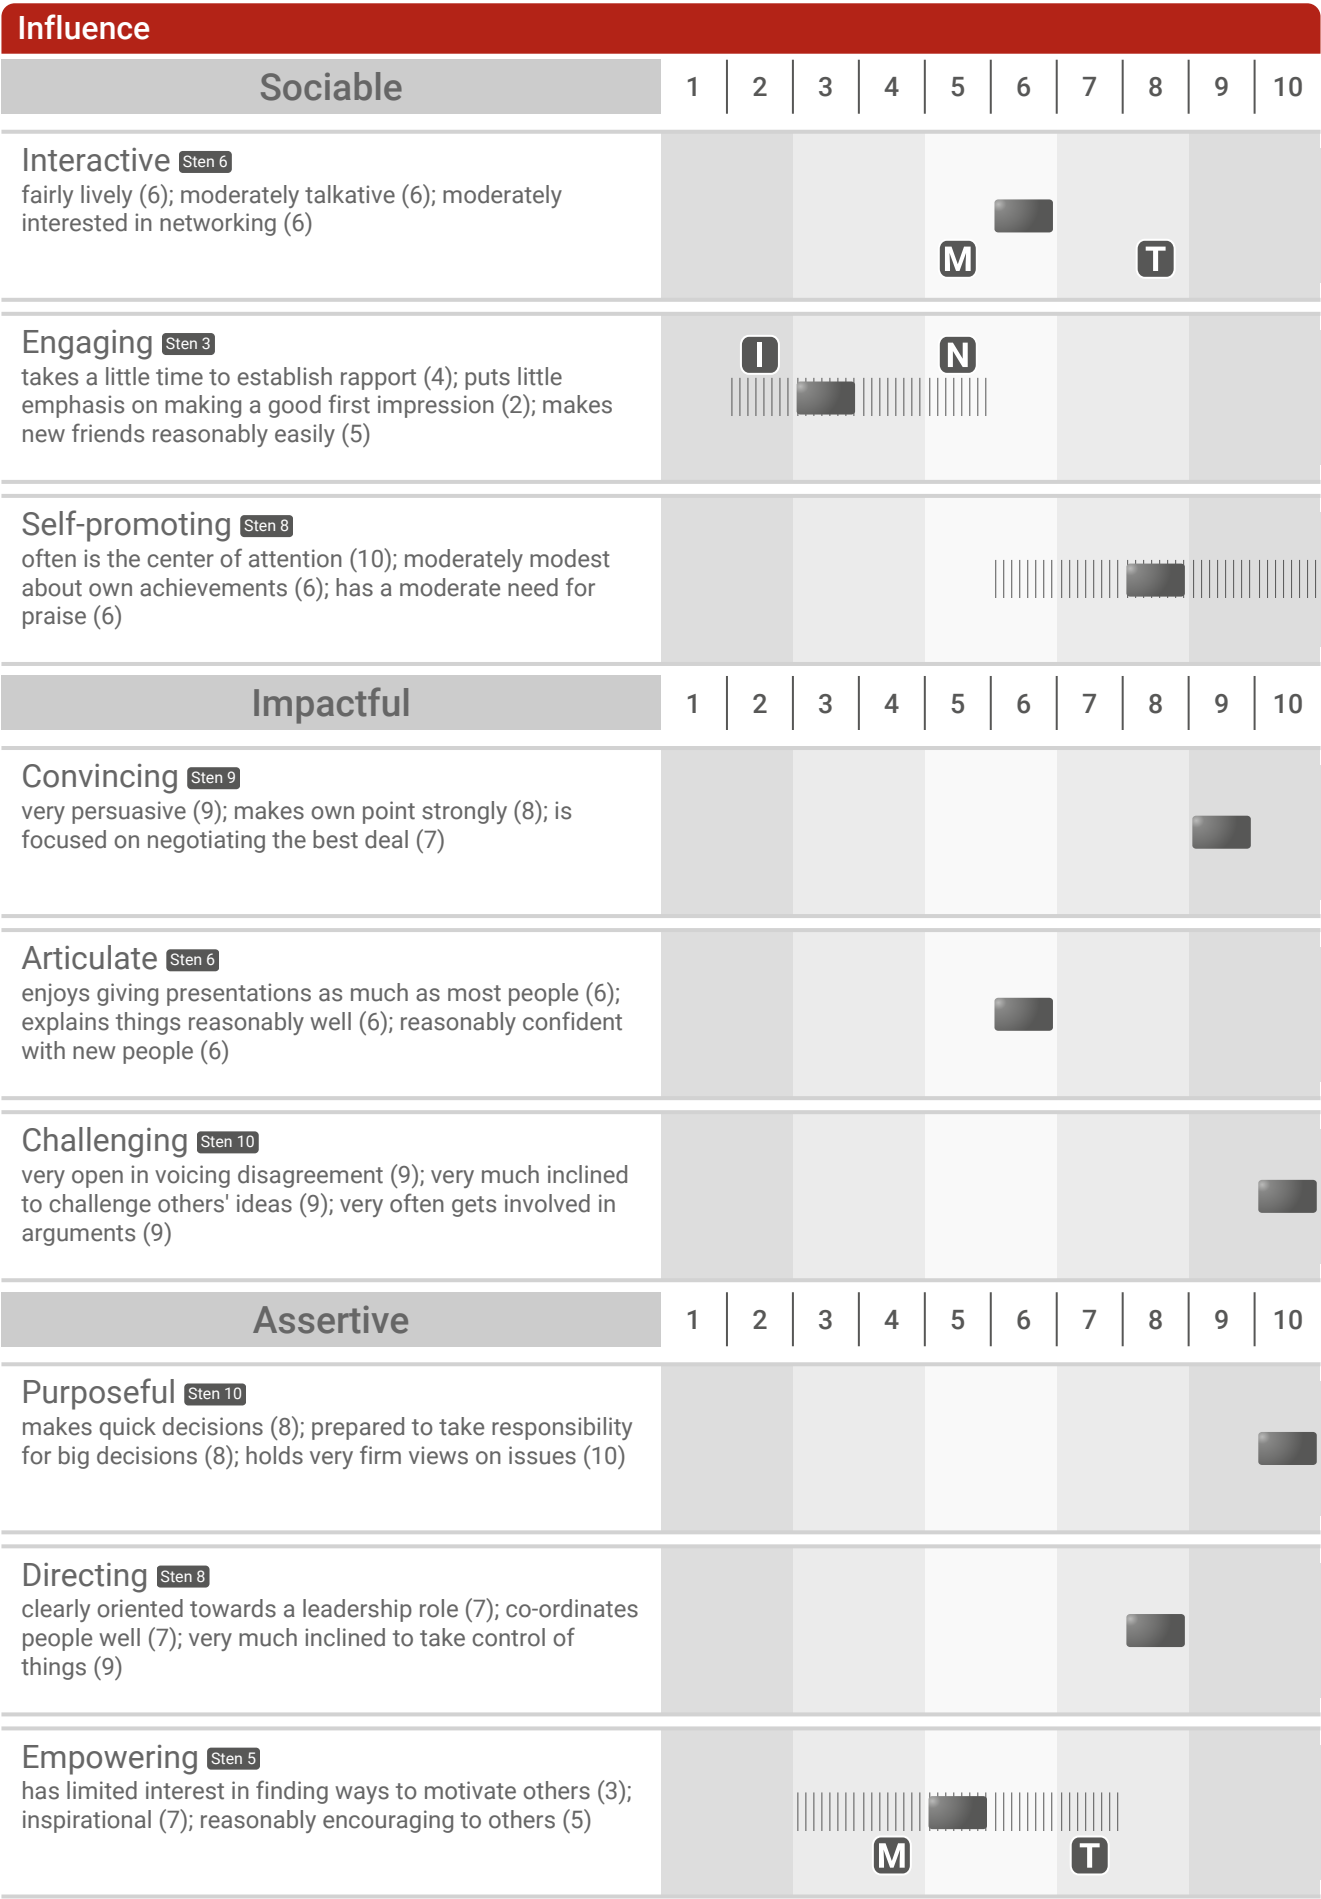 Influence
Sociable 1 2 3 4 5 6 7 8 9 10
Interactive Sten 6
fairly lively (6); moderately talkative (6); moderately
interested in networking (6)
M T
Engaging Sten 3
I N
takes a little time to establish rapport (4); puts little
emphasis on making a good first impression (2); makes
new friends reasonably easily (5)
Self-promoting Sten 8
often is the center of attention (10); moderately modest
about own achievements (6); has a moderate need for
praise (6)
Impactful 1 2 3 4 5 6 7 8 9 10
Convincing Sten 9
very persuasive (9); makes own point strongly (8); is
focused on negotiating the best deal (7)
Articulate Sten 6
enjoys giving presentations as much as most people (6);
explains things reasonably well (6); reasonably confident
with new people (6)
Challenging Sten 10
very open in voicing disagreement (9); very much inclined
to challenge others' ideas (9); very often gets involved in
arguments (9)
Assertive 1 2 3 4 5 6 7 8 9 10
Purposeful Sten 10
makes quick decisions (8); prepared to take responsibility
for big decisions (8); holds very firm views on issues (10)
Directing Sten 8
clearly oriented towards a leadership role (7); co-ordinates
people well (7); very much inclined to take control of
things (9)
Empowering Sten 5
has limited interest in finding ways to motivate others (3);
inspirational (7); reasonably encouraging to others (5)
M T